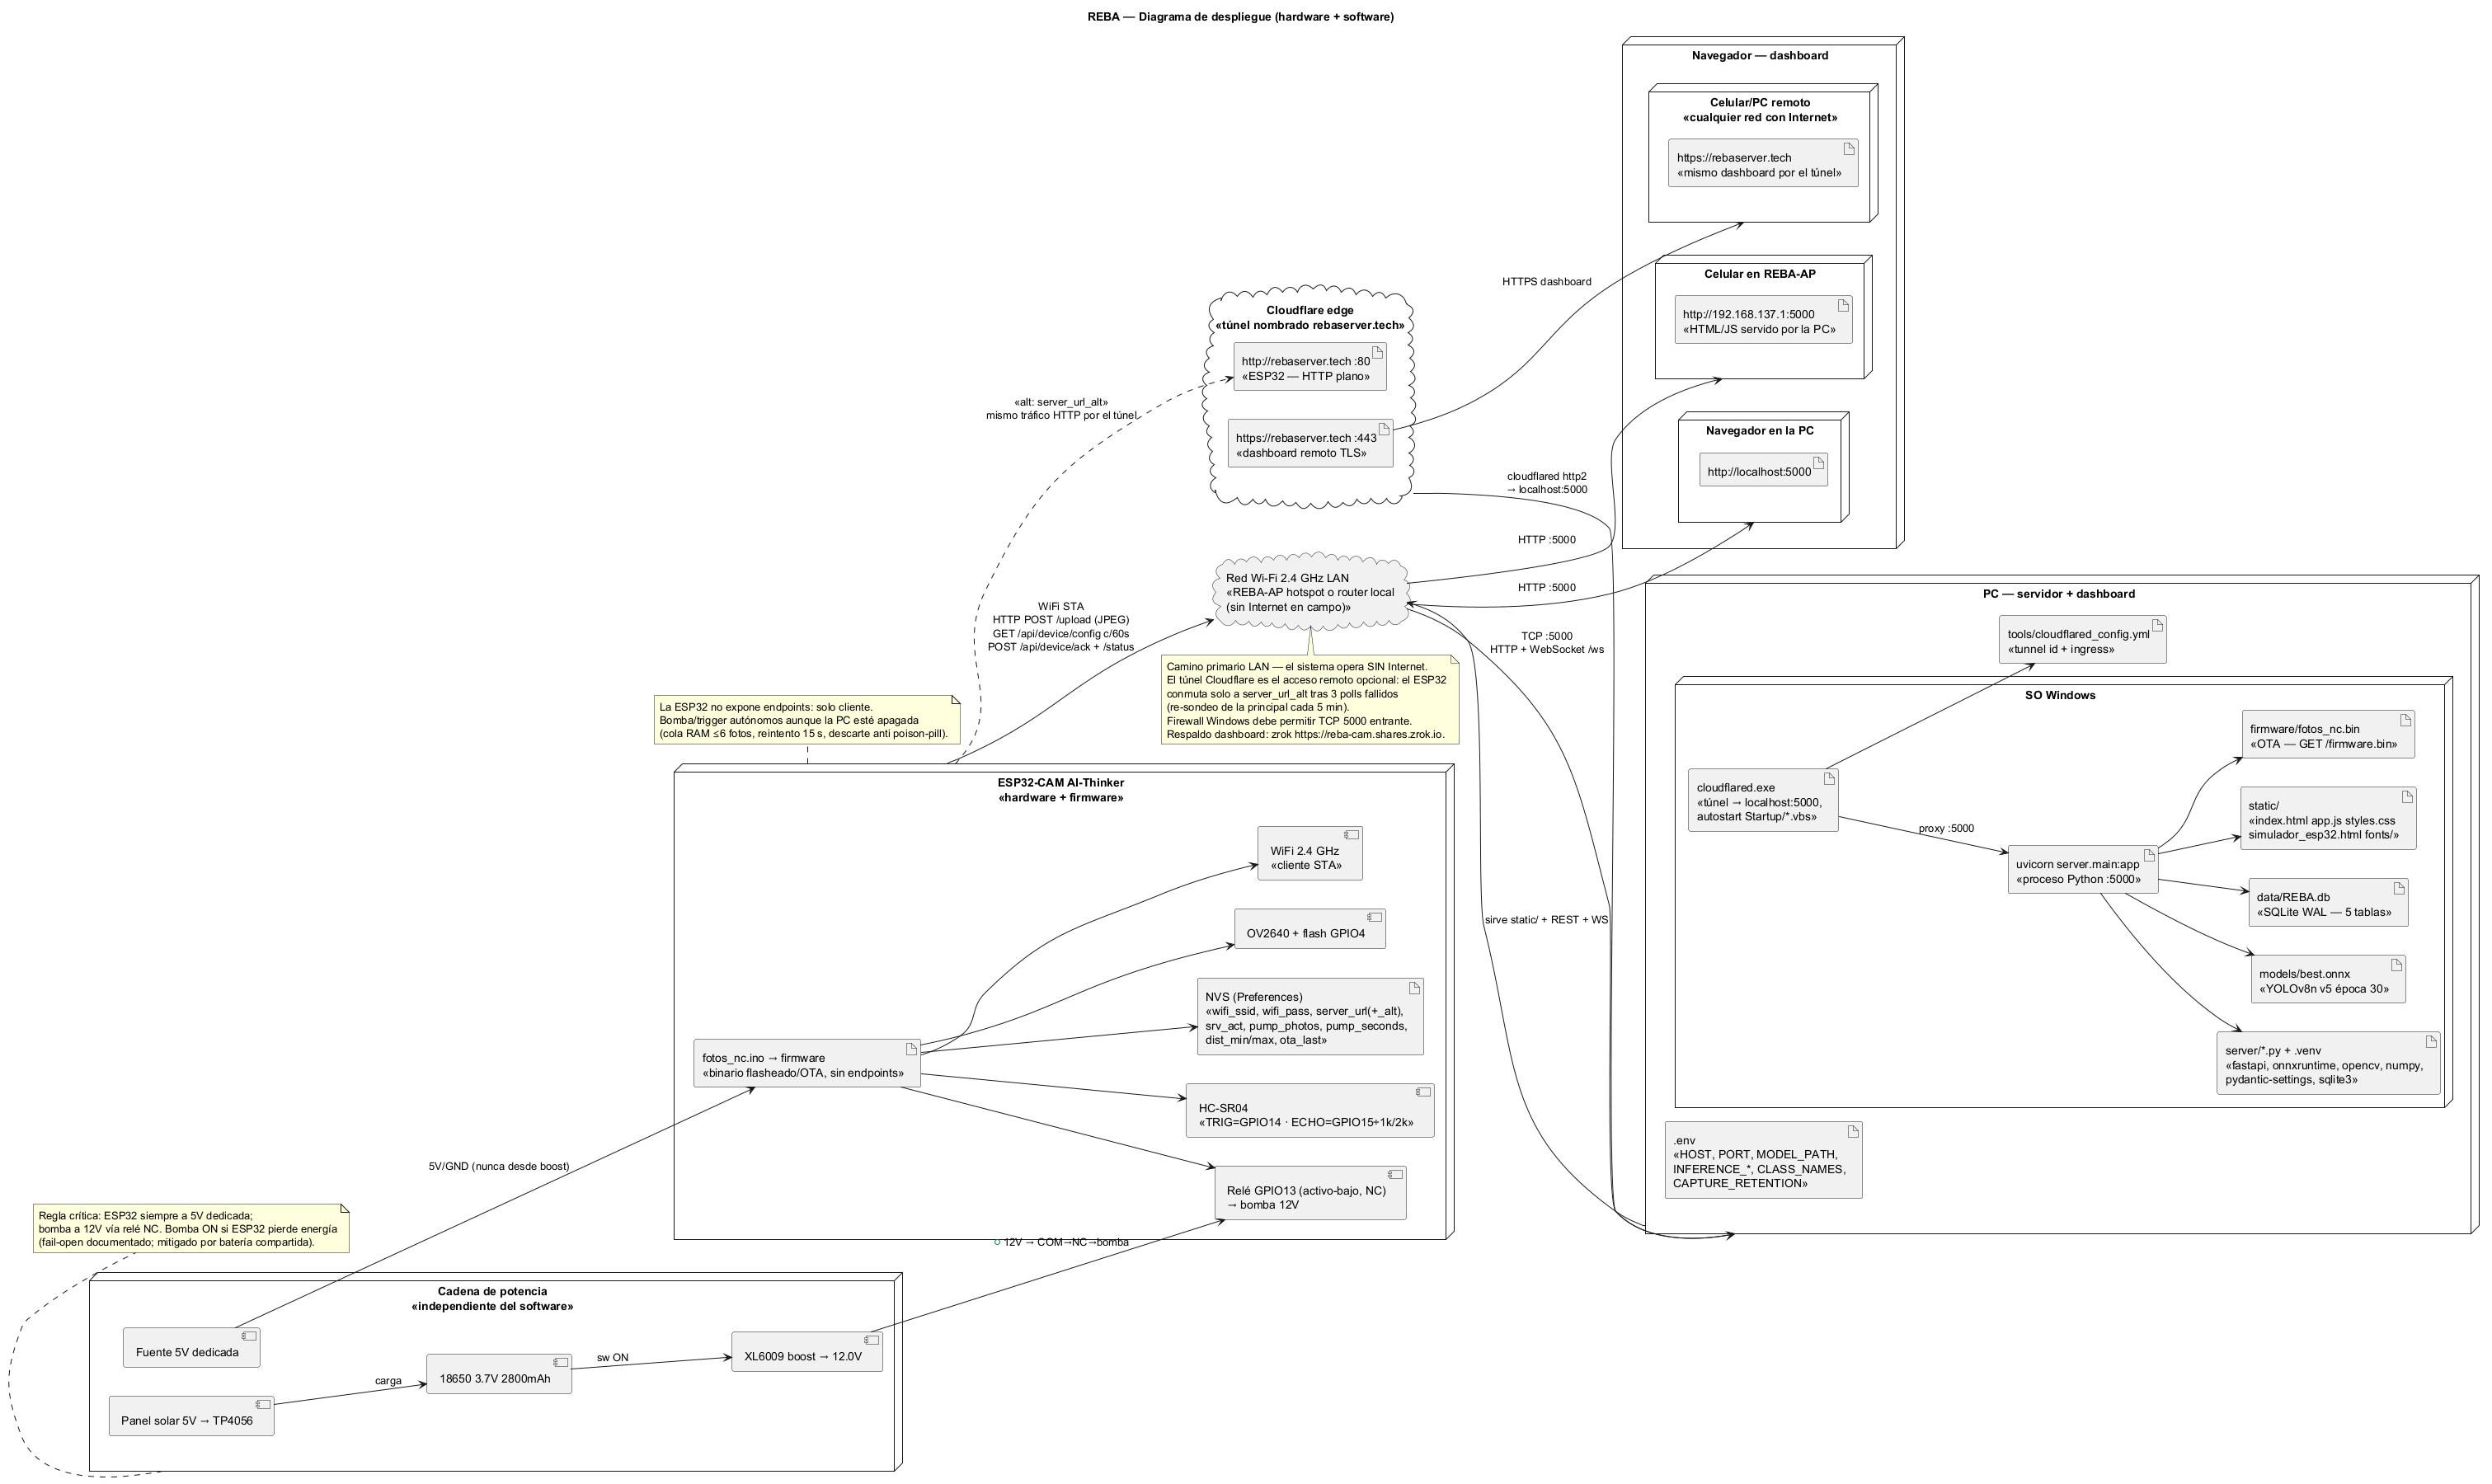 REBA — Diagrama de despliegue (hardware + software)
Navegador — dashboard
Celular/PC remoto
«cualquier red con Internet»
https://rebaserver.tech
«mismo dashboard por el túnel»
Celular en REBA-AP
http://192.168.137.1:5000
«HTML/JS servido por la PC»
Navegador en la PC
http://localhost:5000
HTTPS dashboard
Cloudflare edge
«túnel nombrado rebaserver.tech»
http://rebaserver.tech :80
«ESP32 — HTTP plano»
https://rebaserver.tech :443
«dashboard remoto TLS»
«alt: server_url_alt»
mismo tráfico HTTP por el túnel
cloudflared http2
→ localhost:5000
HTTP :5000
HTTP :5000
Red Wi-Fi 2.4 GHz LAN
«REBA-AP hotspot o router local
(sin Internet en campo)»
WiFi STA
HTTP POST /upload (JPEG)
GET /api/device/config c/60s
POST /api/device/ack + /status
TCP :5000
HTTP + WebSocket /ws
Camino primario LAN — el sistema opera SIN Internet.
El túnel Cloudflare es el acceso remoto opcional: el ESP32
conmuta solo a server_url_alt tras 3 polls fallidos
(re-sondeo de la principal cada 5 min).
Firewall Windows debe permitir TCP 5000 entrante.
Respaldo dashboard: zrok https://reba-cam.shares.zrok.io.
La ESP32 no expone endpoints: solo cliente.
Bomba/trigger autónomos aunque la PC esté apagada
(cola RAM ≤6 fotos, reintento 15 s, descarte anti poison-pill).
PC — servidor + dashboard
tools/cloudflared_config.yml
«tunnel id + ingress»
SO Windows
cloudflared.exe
«túnel → localhost:5000,
autostart Startup/*.vbs»
proxy :5000
uvicorn server.main:app
«proceso Python :5000»
firmware/fotos_nc.bin
«OTA — GET /firmware.bin»
static/
«index.html app.js styles.css
simulador_esp32.html fonts/»
data/REBA.db
«SQLite WAL — 5 tablas»
models/best.onnx
«YOLOv8n v5 época 30»
server/*.py + .venv
«fastapi, onnxruntime, opencv, numpy,
pydantic-settings, sqlite3»
.env
«HOST, PORT, MODEL_PATH,
INFERENCE_*, CLASS_NAMES,
CAPTURE_RETENTION»
sirve static/ + REST + WS
ESP32-CAM AI-Thinker
«hardware + firmware»
WiFi 2.4 GHz
«cliente STA»
OV2640 + flash GPIO4
NVS (Preferences)
«wifi_ssid, wifi_pass, server_url(+_alt),
srv_act, pump_photos, pump_seconds,
dist_min/max, ota_last»
fotos_nc.ino → firmware
«binario flasheado/OTA, sin endpoints»
HC-SR04
«TRIG=GPIO14 · ECHO=GPIO15÷1k/2k»
Relé GPIO13 (activo-bajo, NC)
→ bomba 12V
5V/GND (nunca desde boost)
12V → COM→NC→bomba
Regla crítica: ESP32 siempre a 5V dedicada;
bomba a 12V vía relé NC. Bomba ON si ESP32 pierde energía
(fail-open documentado; mitigado por batería compartida).
Cadena de potencia
«independiente del software»
Fuente 5V dedicada
Panel solar 5V → TP4056
carga
18650 3.7V 2800mAh
sw ON
XL6009 boost → 12.0V